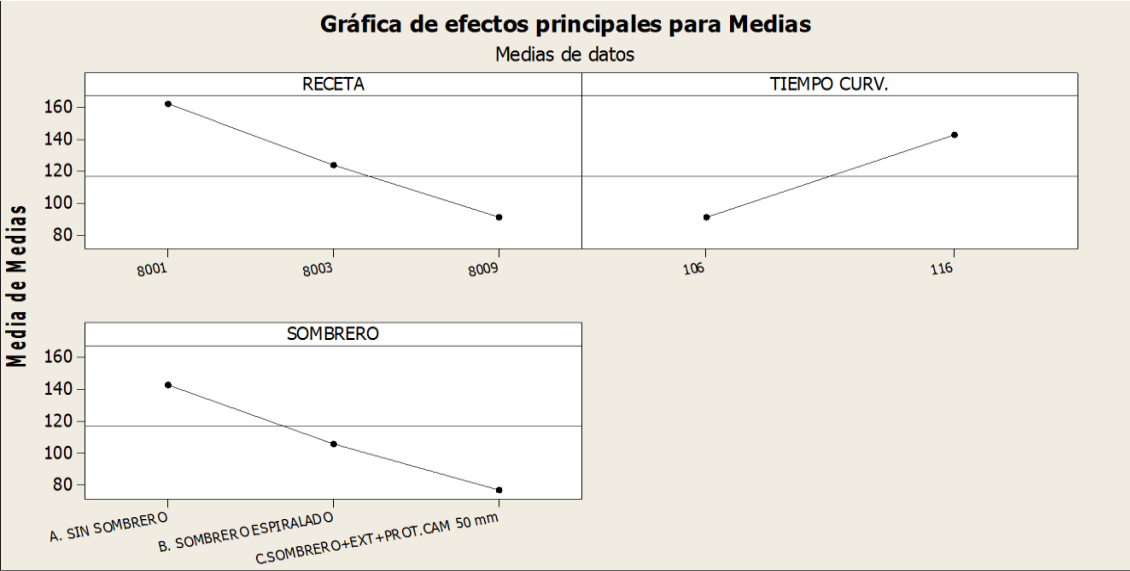 Gráfica de efectos principales para Medias
Medias de datos
RECETA
TIEMPO CURV.
Media de Medias
160
140
120
100
80
8001
8003
8009
106
116
SOMBRERO
160
140
120
100
80
A. SIN SOMBRERO
B. SOMBRERO ESPIRALADO
C.SOMBRERO+EXT+PROT.CAM 50 mm